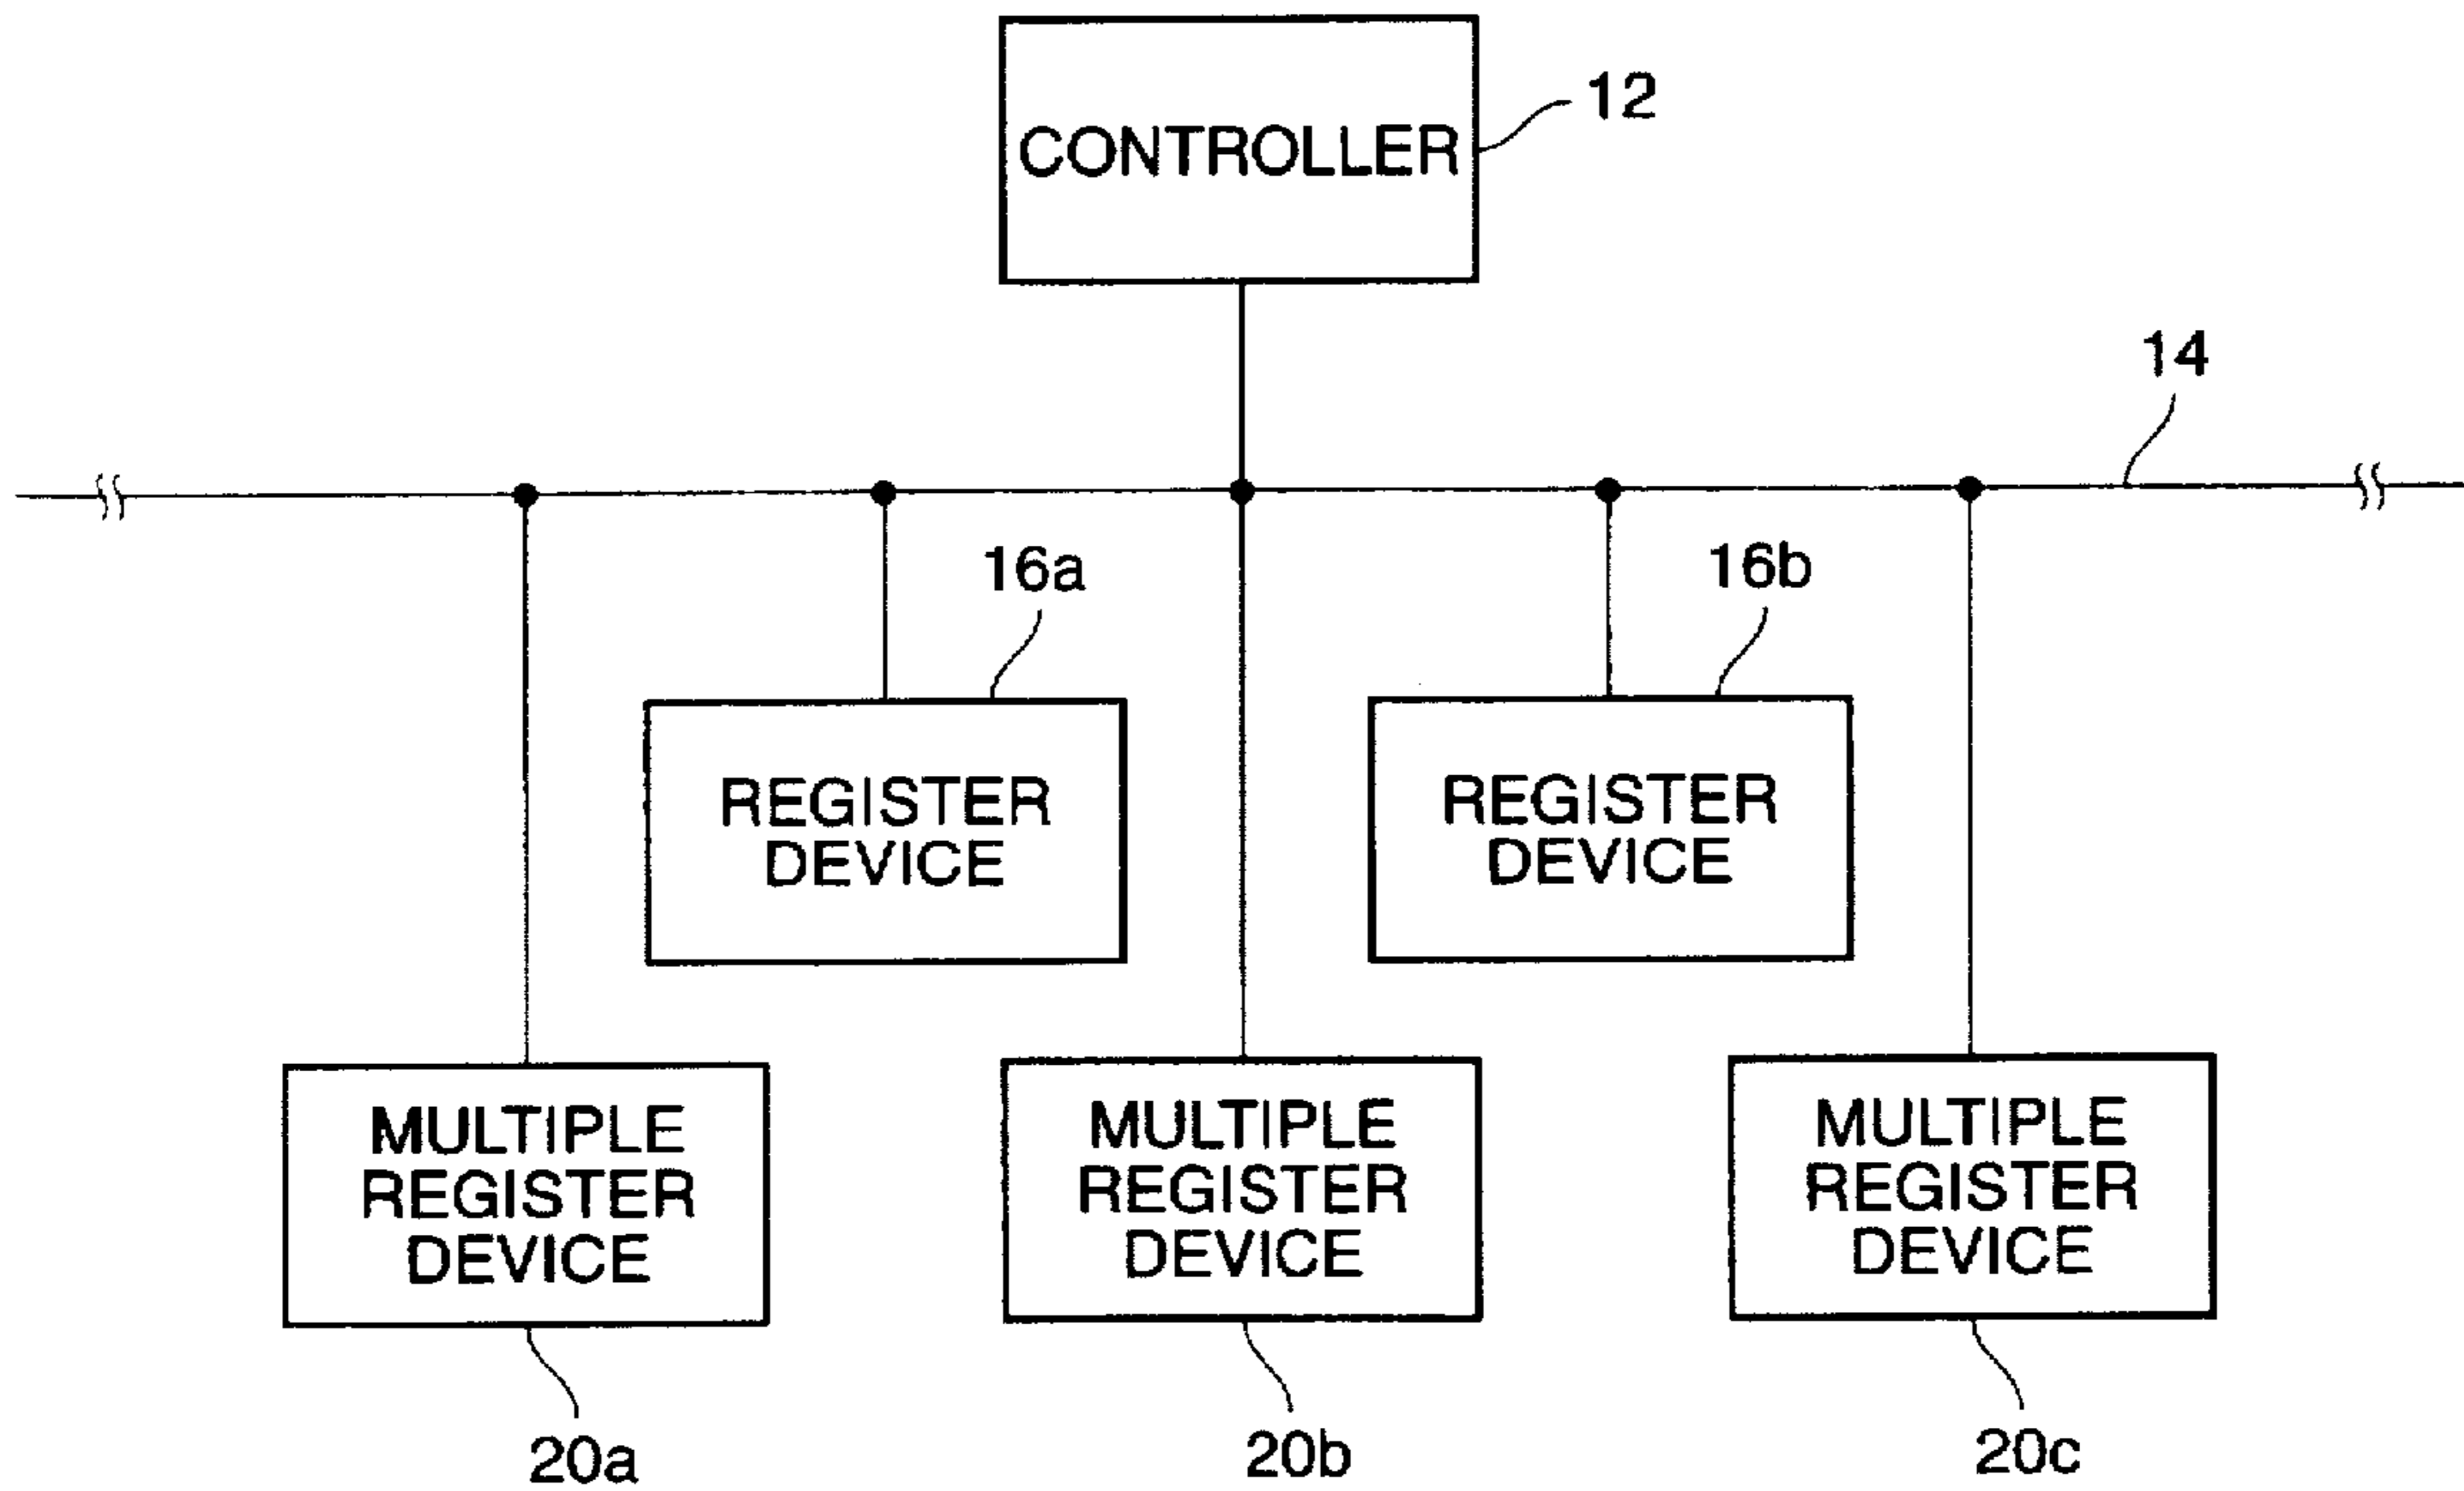 CONTROLLER
12
14
16a
16b
REGISTER
DEVICE
REGISTER
DEVICE
MULTIPLE
REGISTER
DEVICE
MULTIPLE
REGISTER
DEVICE
MULTIPLE
REGISTER
DEVICE
20a
20b
20c